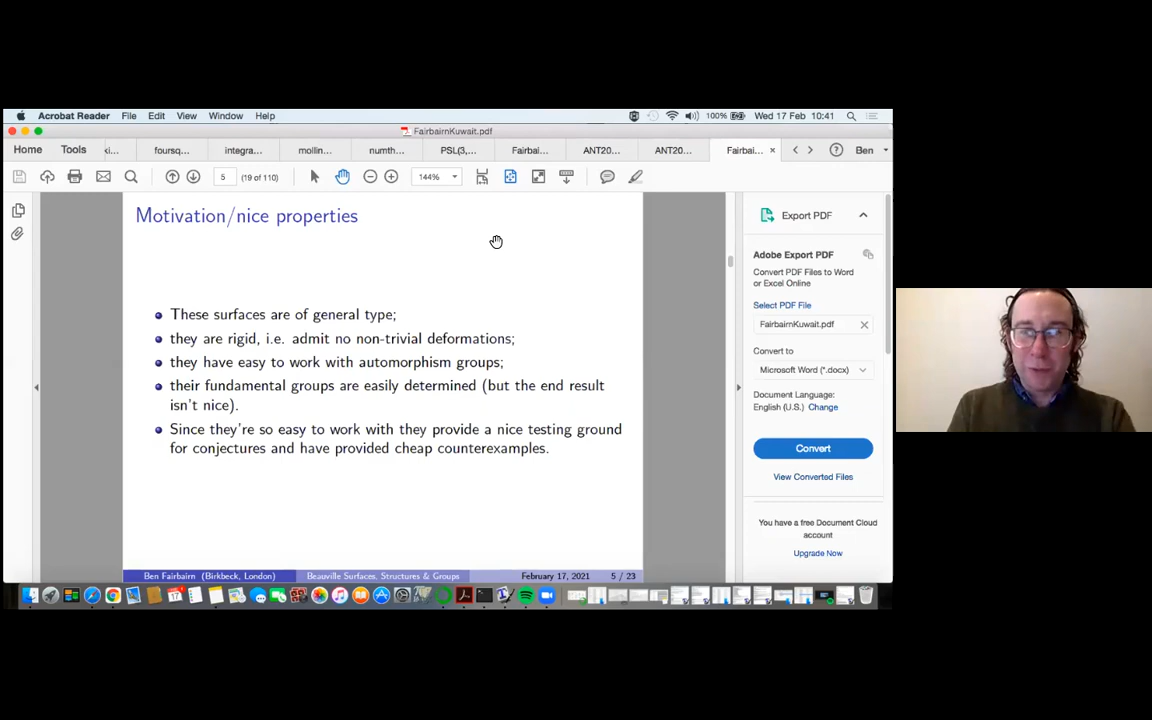 Acrobat Reader File Edit View Window Help 100% Wed 17 Feb 10:41
FairbairnKuwait.pdf
Home Tools ki... foursq... integra... mollin... numth... PSL(3,... Fairbai... ANT20... ANT20... Fairbai... × Ben
5 (19 of 110) 144%
Motivation/nice properties
These surfaces are of general type;
they are rigid, i.e. admit no non-trivial deformations;
they have easy to work with automorphism groups;
their fundamental groups are easily determined (but the end result
isn't nice).
Since they're so easy to work with they provide a nice testing ground
for conjectures and have provided cheap counterexamples.
Ben Fairbairn (Birkbeck, London) Beauville Surfaces, Structures & Groups February 17, 2021 5 / 23
Export PDF
Adobe Export PDF
Convert PDF Files to Word
or Excel Online
Select PDF File
FairbairnKuwait.pdf
Convert to
Microsoft Word (*.docx)
Document Language:
English (U.S.) Change
Convert
View Converted Files
You have a free Document Cloud
account
Upgrade Now